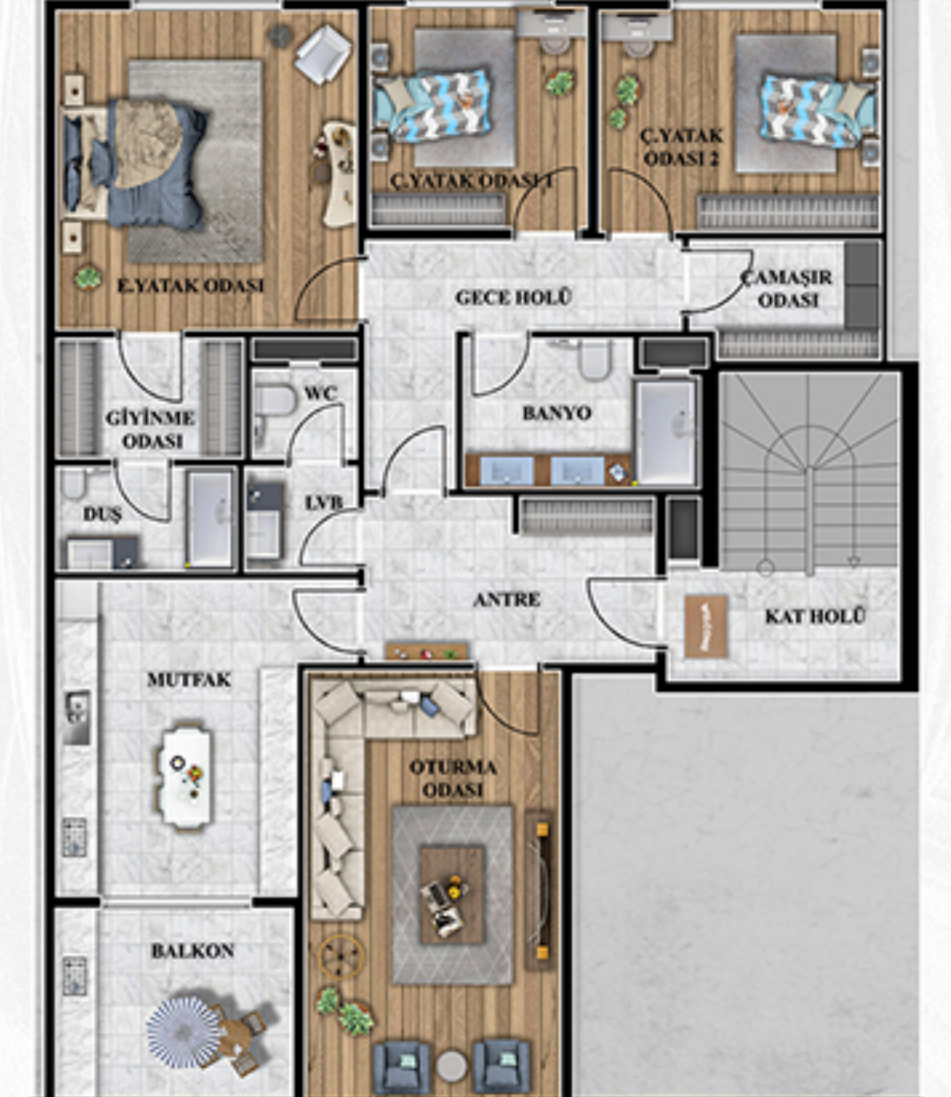 Ç.YATAK
ODASI 2
Ç.YATAK ODASI 1
E.YATAK ODASI
GECE HOLÜ
ÇAMAŞIR
ODASI
GİYİNME
ODASI
WC
BANYO
DUŞ
LVB
ANTRE
KAT HOLÜ
MUTFAK
OTURMA
ODASI
BALKON